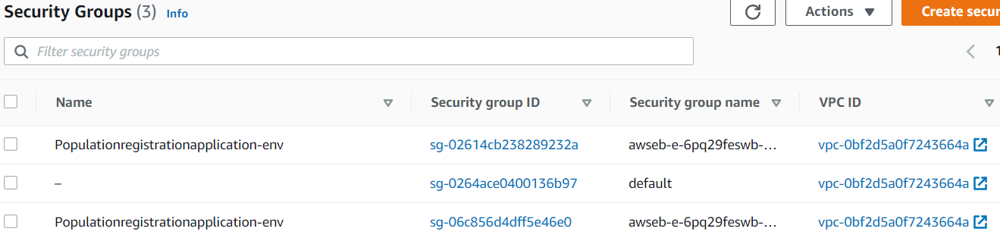 Security Groups (3) Info
Actions
Create secur
Filter security groups
1
Name Security group ID Security group name VPC ID
Populationregistrationapplication-env sg-02614cb238289232a awseb-e-6pq29feswb-... vpc-0bf2d5a0f7243664a
– sg-0264ace0400136b97 default vpc-0bf2d5a0f7243664a
Populationregistrationapplication-env sg-06c856d4dff5e46e0 awseb-e-6pq29feswb-... vpc-0bf2d5a0f7243664a